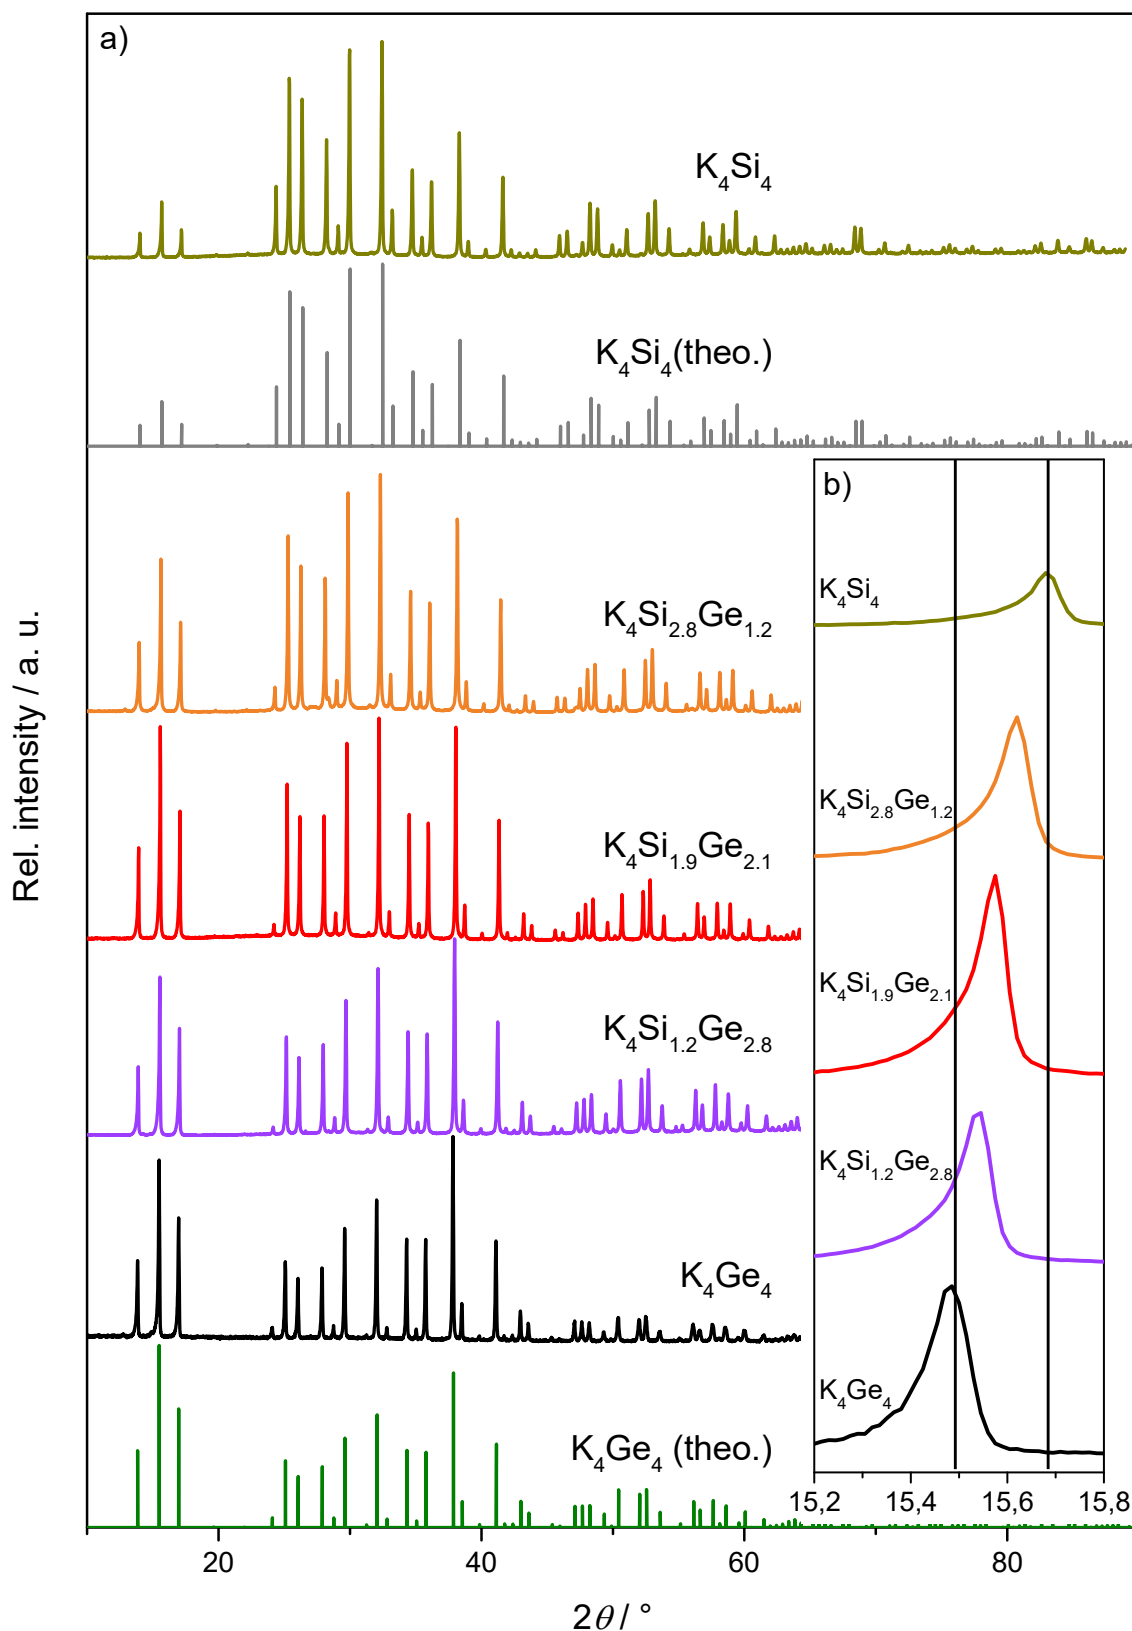 a)
K₄Si₄
K₄Si₄(theo.)
b)
K₄Si₄
K₄Si₂.₈Ge₁.₂
K₄Si₂.₈Ge₁.₂
K₄Si₁.₉Ge₂.₁
K₄Si₁.₉Ge₂.₁
K₄Si₁.₂Ge₂.₈
K₄Si₁.₂Ge₂.₈
K₄Ge₄
K₄Ge₄
K₄Ge₄ (theo.)
15,2 15,4 15,6 15,8
20 40 60 80
2θ / °
Rel. intensity / a. u.